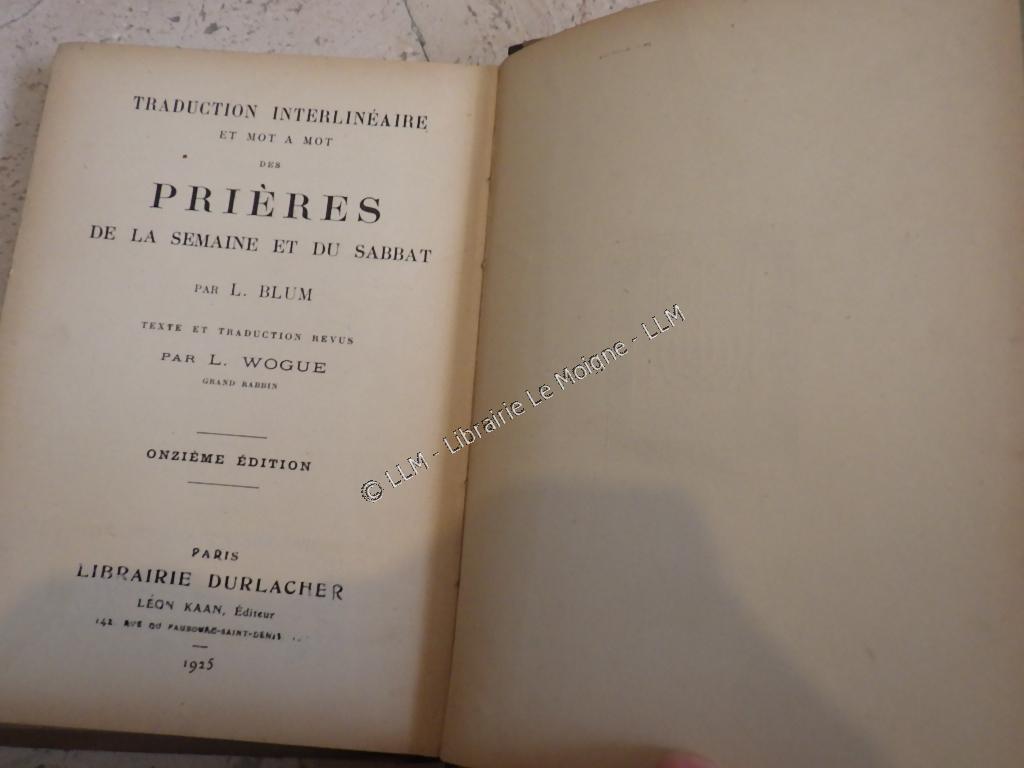 TRADUCTION INTERLINÉAIRE
ET MOT A MOT
DES
PRIÈRES
DE LA SEMAINE ET DU SABBAT
PAR L. BLUM
TEXTE ET TRADUCTION REVUS
PAR L. WOGUE
GRAND RABBIN
ONZIÈME ÉDITION
PARIS
LIBRAIRIE DURLACHER
LÉON KAAN, Éditeur
142, RUE DU FAUBOURG-SAINT-DENIS
1925
© LLM - Librairie Le Moigne - LLM